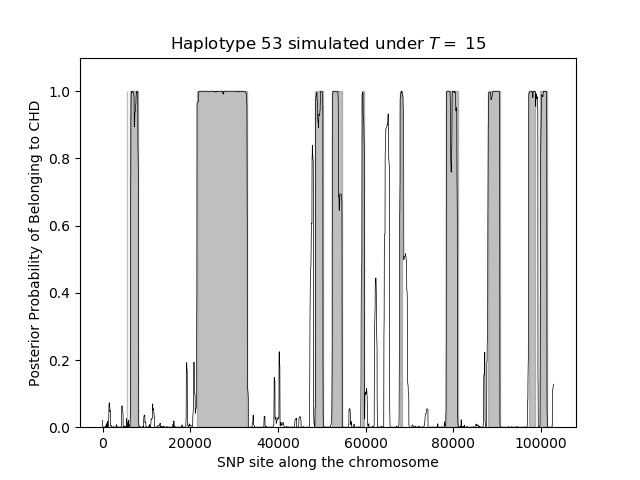 Haplotype 53 simulated under T = 15
Posterior Probability of Belonging to CHD
1.0
0.8
0.6
0.4
0.2
0.0
0 20000 40000 60000 80000 100000
SNP site along the chromosome